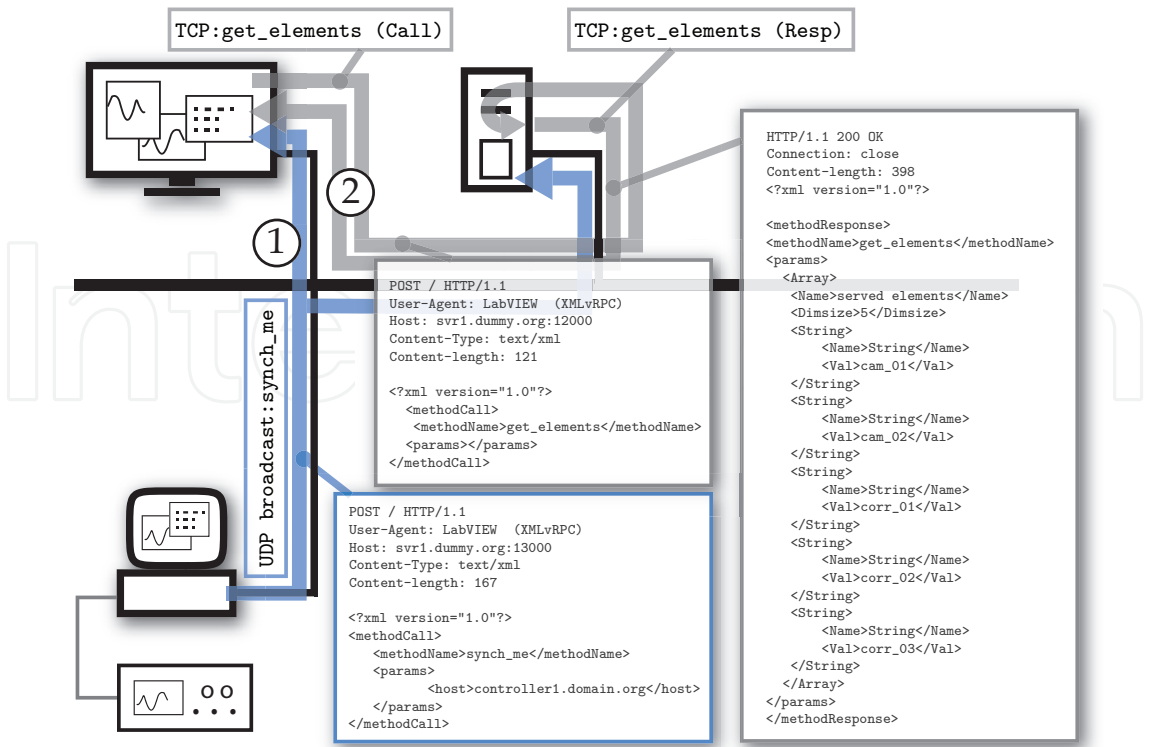 TCP:get_elements (Call)
TCP:get_elements (Resp)
2
1
UDP broadcast:synch_me
POST / HTTP/1.1
User-Agent: LabVIEW (XMLvRPC)
Host: svr1.dummy.org:12000
Content-Type: text/xml
Content-length: 121
<?xml version="1.0"?>
<methodCall>
<methodName>get_elements</methodName>
<params></params>
</methodCall>
POST / HTTP/1.1
User-Agent: LabVIEW (XMLvRPC)
Host: svr1.dummy.org:13000
Content-Type: text/xml
Content-length: 167
<?xml version="1.0"?>
<methodCall>
<methodName>synch_me</methodName>
<params>
<host>controller1.domain.org</host>
</params>
</methodCall>
HTTP/1.1 200 OK
Connection: close
Content-length: 398
<?xml version="1.0"?>
<methodResponse>
<methodName>get_elements</methodName>
<params>
<Array>
<Name>served elements</Name>
<Dimsize>5</Dimsize>
<String>
<Name>String</Name>
<Val>cam_01</Val>
</String>
<String>
<Name>String</Name>
<Val>cam_02</Val>
</String>
<String>
<Name>String</Name>
<Val>corr_01</Val>
</String>
<String>
<Name>String</Name>
<Val>corr_02</Val>
</String>
<String>
<Name>String</Name>
<Val>corr_03</Val>
</String>
</Array>
</params>
</methodResponse>